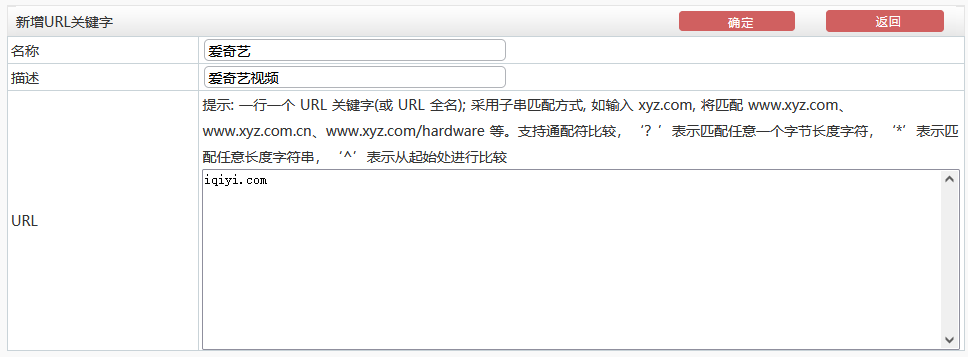 新增URL关键字 确定 返回
名称 爱奇艺
描述 爱奇艺视频
提示: 一行一个 URL 关键字(或 URL 全名); 采用子串匹配方式, 如输入 xyz.com, 将匹配 www.xyz.com、
www.xyz.com.cn、www.xyz.com/hardware 等。支持通配符比较，‘?’表示匹配任意一个字节长度字符，‘*’表示匹
配任意长度字符串，‘^’表示从起始处进行比较
iqiyi.com
URL